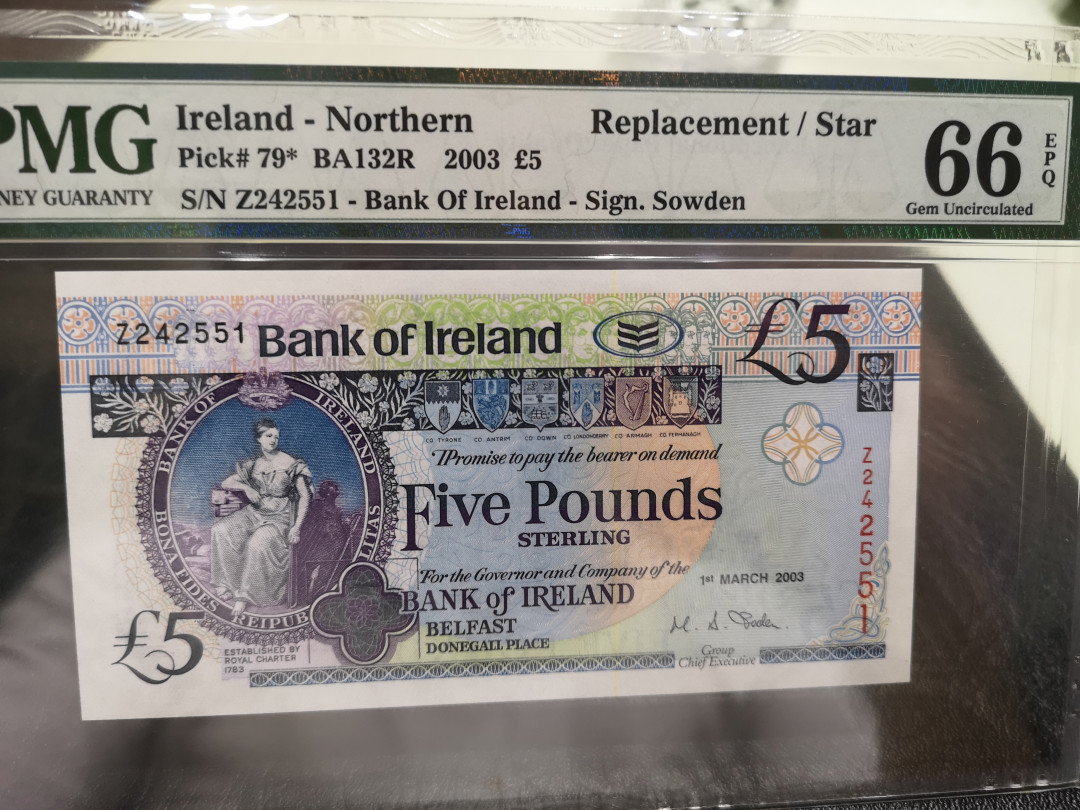 PMG
NEY GUARANTY
Ireland - Northern
Replacement / Star
Pick# 79* BA132R 2003 £5
S/N Z242551 - Bank Of Ireland - Sign. Sowden
66
EPQ
Gem Uncirculated
PMG
Z242551
Bank of Ireland
£5
BANK OF IRELAND
BONA FIDES REIPUB
LITAS
CO TYRONE CO ANTRIM CO DOWN CO LONDONDERRY CO ARMAGH CO FERMANAGH
I Promise to pay the bearer on demand
Five Pounds
STERLING
For the Governor and Company of the
BANK of IRELAND
BELFAST
DONEGALL PLACE
1st MARCH 2003
Group
Chief Executive
Z242551
£5
ESTABLISHED BY
ROYAL CHARTER
1783